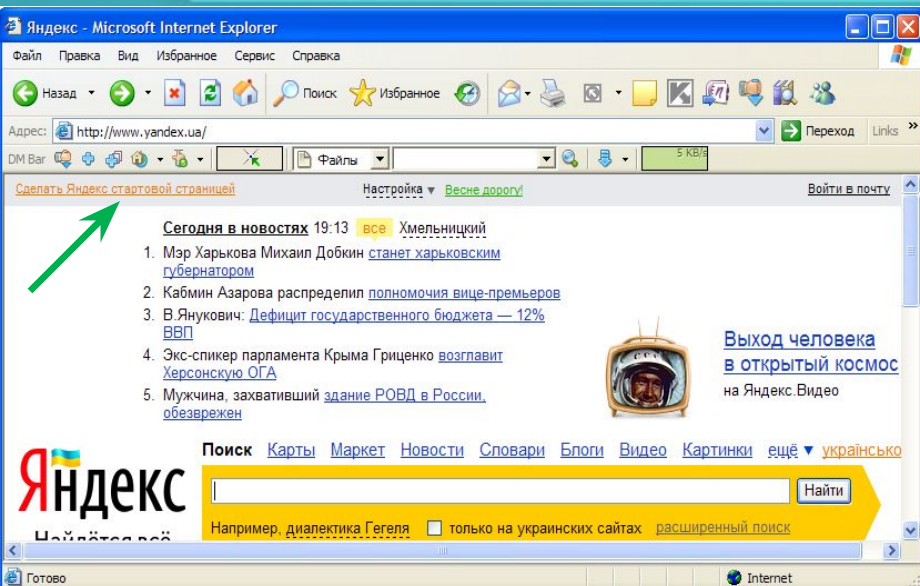 Яндекс - Microsoft Internet Explorer
Файл Правка Вид Избранное Сервис Справка
Назад Поиск Избранное
Адрес: http://www.yandex.ua/ Переход Links »
DM Bar Файлы 5 KB/s
Сделать Яндекс стартовой страницей Настройка ▼ Весне дорогу! Войти в почту
Сегодня в новостях 19:13 все Хмельницкий
1. Мэр Харькова Михаил Добкин станет харьковским
губернатором
2. Кабмин Азарова распределил полномочия вице-премьеров
3. В.Янукович: Дефицит государственного бюджета — 12%
ВВП
4. Экс-спикер парламента Крыма Гриценко возглавит
Херсонскую ОГА
5. Мужчина, захвативший здание РОВД в России,
обезврежен
СССР
Выход человека
в открытый космос
на Яндекс.Видео
Поиск Карты Маркет Новости Словари Блоги Видео Картинки ещё ▼ українсько
Яндекс
Найдётся всё
Найти
Например, диалектика Гегеля только на украинских сайтах расширенный поиск
Готово Internet